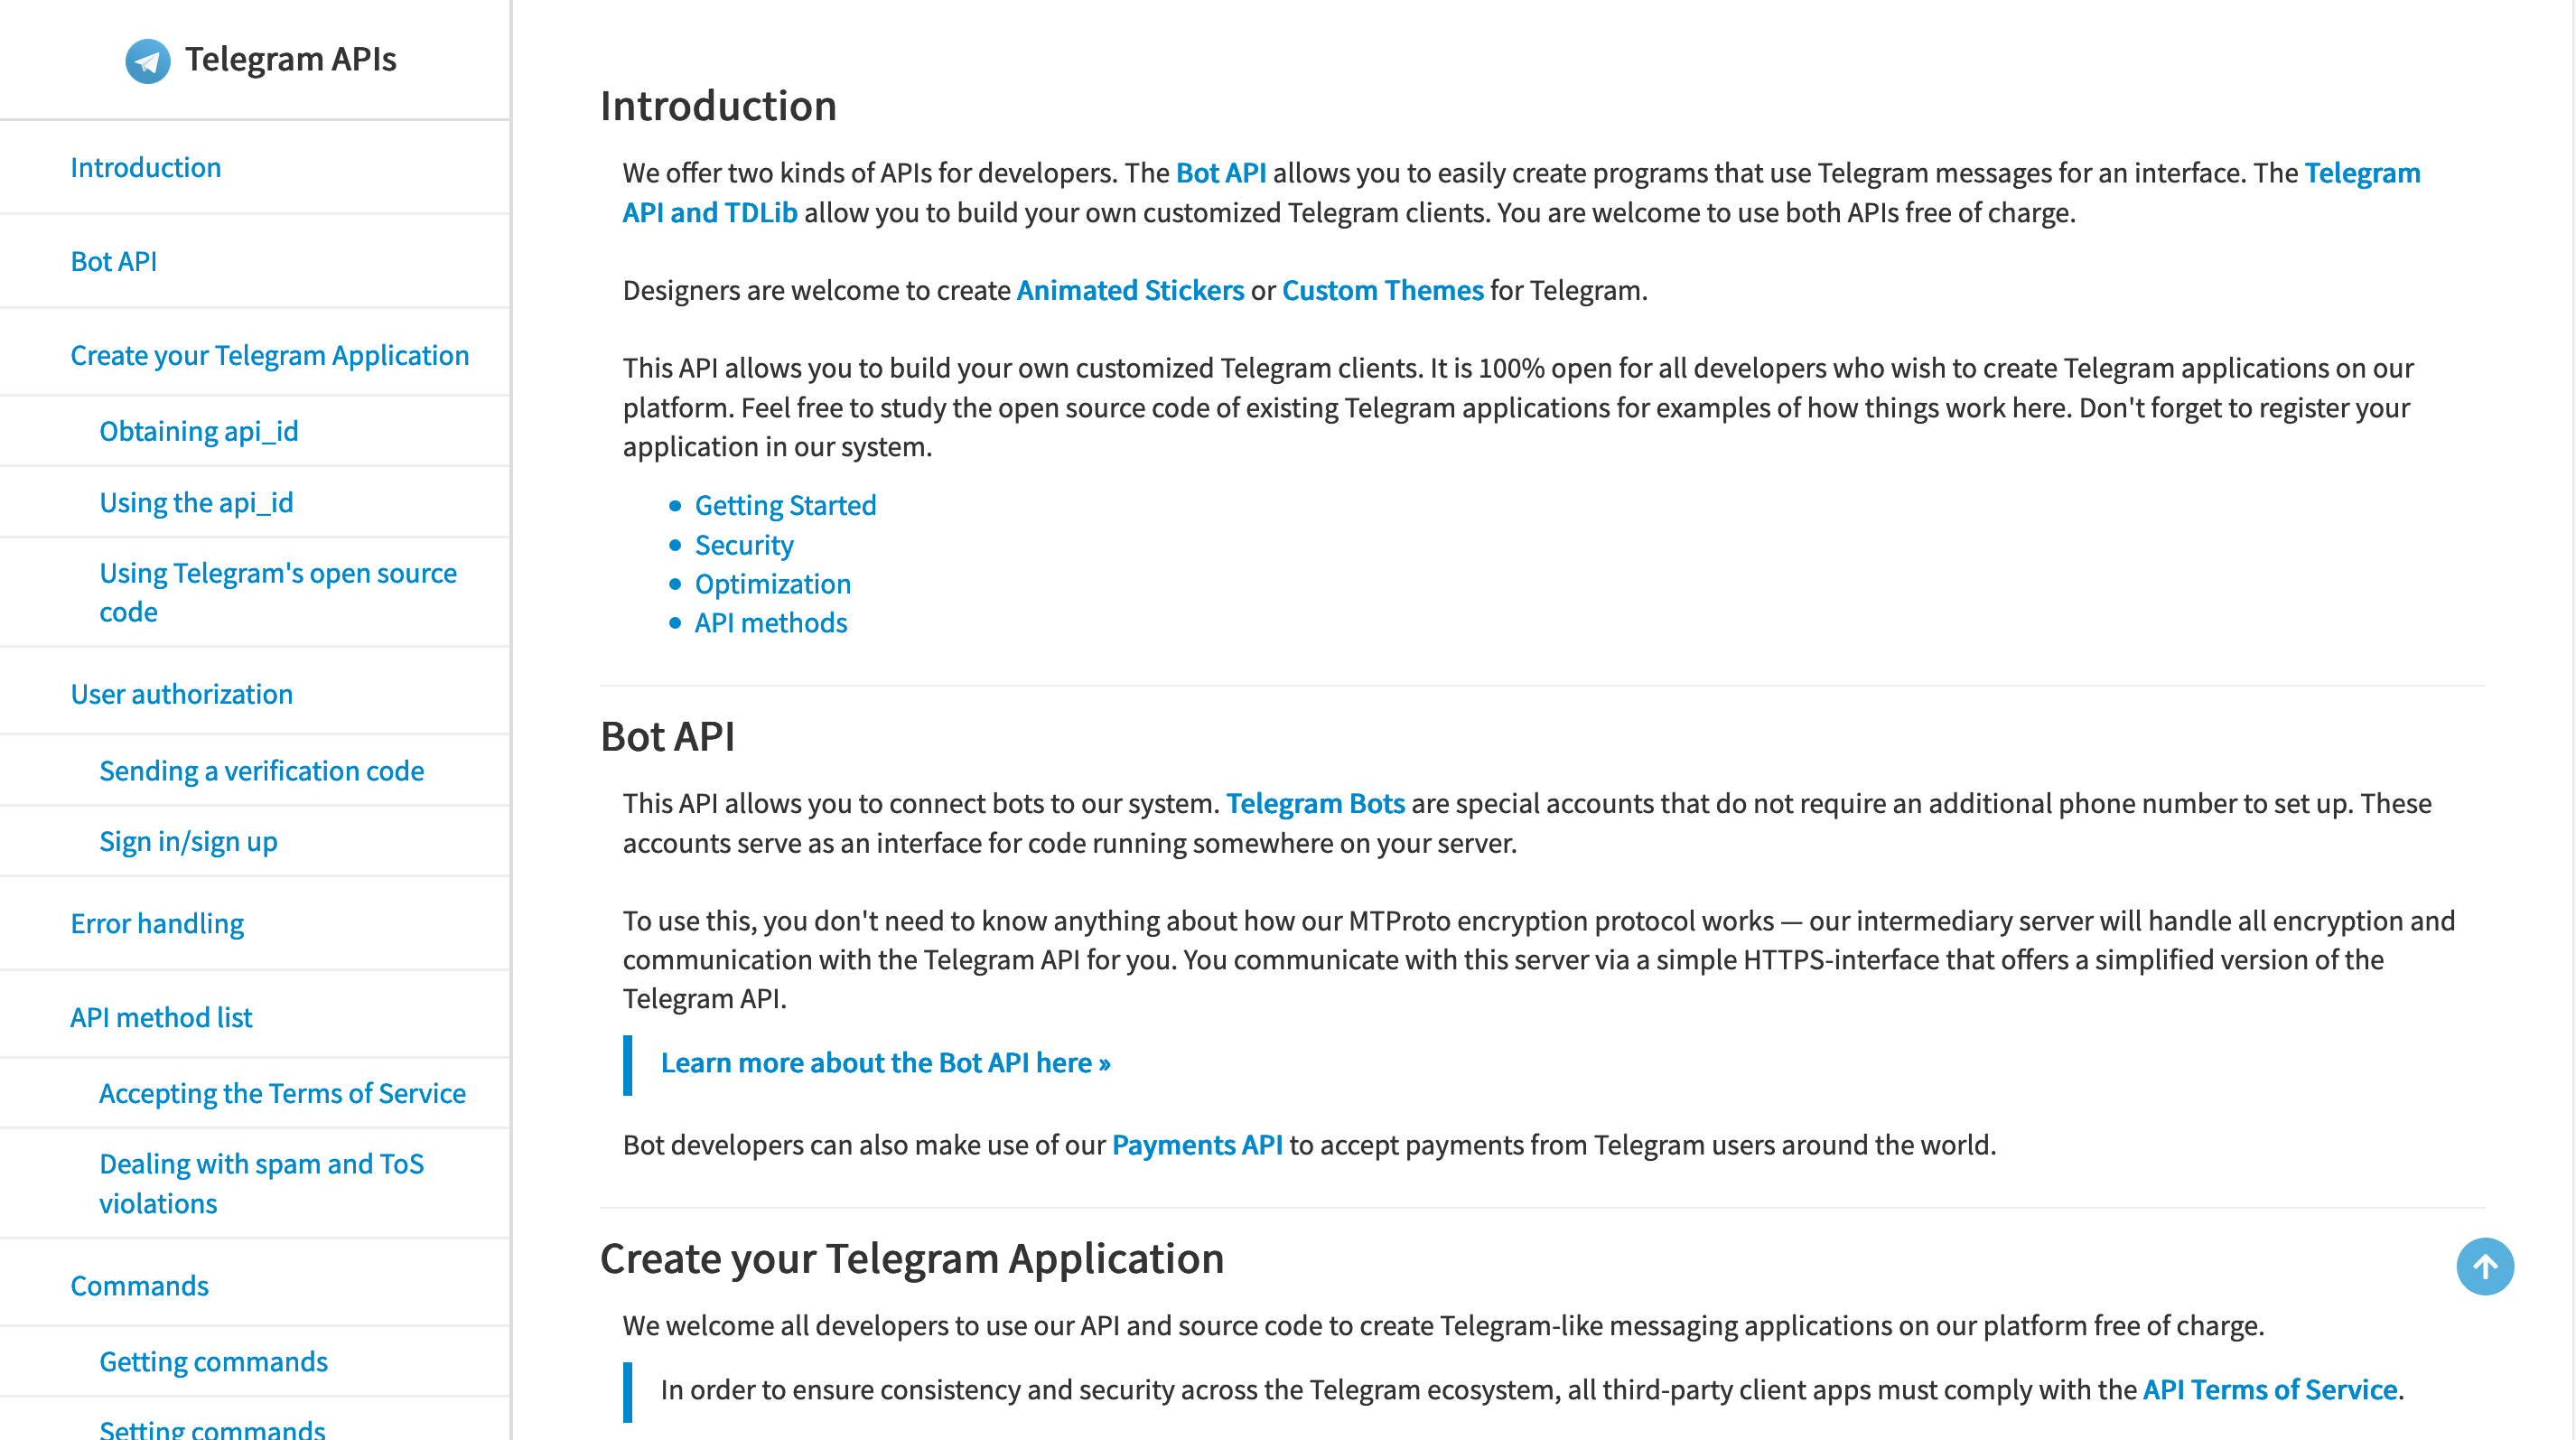 Telegram APIs
Introduction
Bot API
Create your Telegram Application
Obtaining api_id
Using the api_id
Using Telegram's open source
code
User authorization
Sending a verification code
Sign in/sign up
Error handling
API method list
Accepting the Terms of Service
Dealing with spam and ToS
violations
Commands
Getting commands
Setting commands
Introduction
We offer two kinds of APIs for developers. The Bot API allows you to easily create programs that use Telegram messages for an interface. The Telegram
API and TDLib allow you to build your own customized Telegram clients. You are welcome to use both APIs free of charge.
Designers are welcome to create Animated Stickers or Custom Themes for Telegram.
This API allows you to build your own customized Telegram clients. It is 100% open for all developers who wish to create Telegram applications on our
platform. Feel free to study the open source code of existing Telegram applications for examples of how things work here. Don't forget to register your
application in our system.
• Getting Started
• Security
• Optimization
• API methods
Bot API
This API allows you to connect bots to our system. Telegram Bots are special accounts that do not require an additional phone number to set up. These
accounts serve as an interface for code running somewhere on your server.
To use this, you don't need to know anything about how our MTProto encryption protocol works — our intermediary server will handle all encryption and
communication with the Telegram API for you. You communicate with this server via a simple HTTPS-interface that offers a simplified version of the
Telegram API.
Learn more about the Bot API here »
Bot developers can also make use of our Payments API to accept payments from Telegram users around the world.
Create your Telegram Application
We welcome all developers to use our API and source code to create Telegram-like messaging applications on our platform free of charge.
In order to ensure consistency and security across the Telegram ecosystem, all third-party client apps must comply with the API Terms of Service.